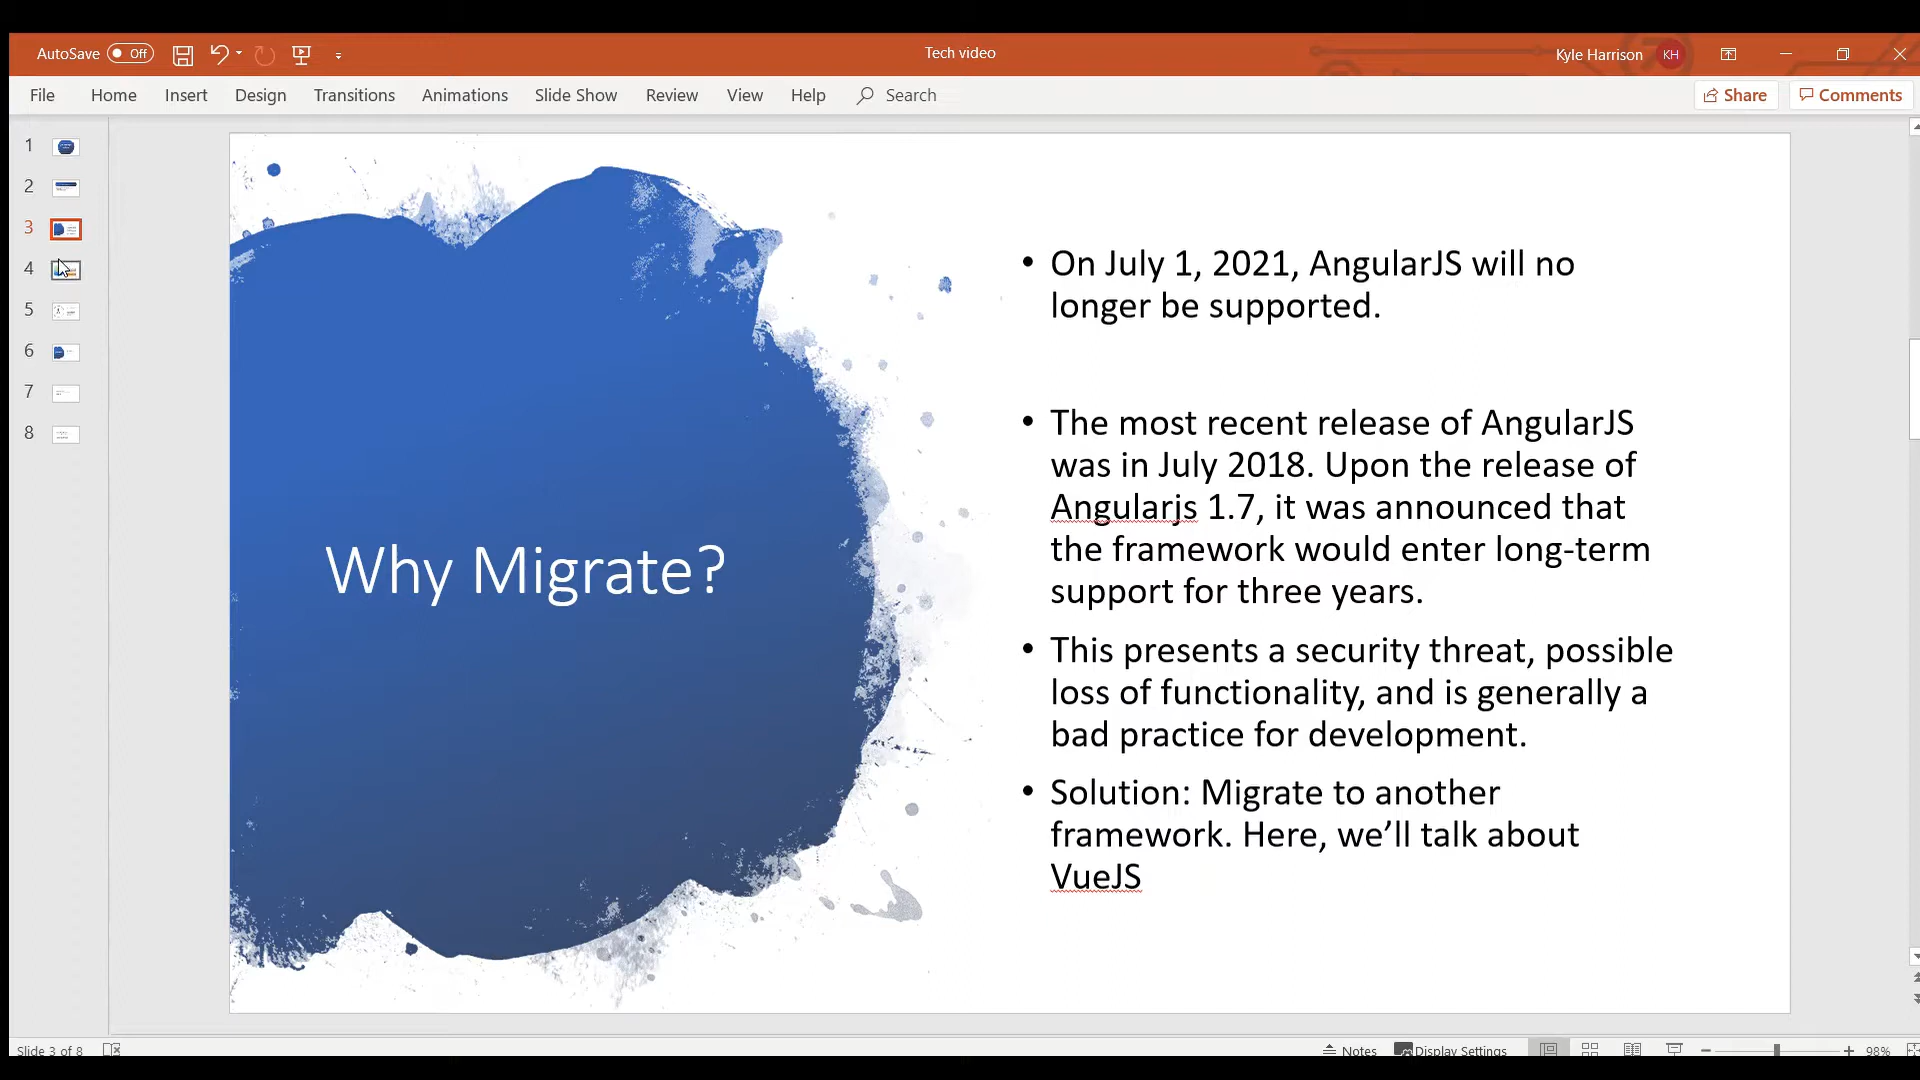 AutoSave Off
Tech video
Kyle Harrison KH
File Home Insert Design Transitions Animations Slide Show Review View Help Search
Share Comments
1
2
3
4
5
6
7
8
Why Migrate?
• On July 1, 2021, AngularJS will no
longer be supported.
• The most recent release of AngularJS
was in July 2018. Upon the release of
Angularjs 1.7, it was announced that
the framework would enter long-term
support for three years.
• This presents a security threat, possible
loss of functionality, and is generally a
bad practice for development.
• Solution: Migrate to another
framework. Here, we’ll talk about
VueJS
Slide 3 of 8
Notes Display Settings 98%